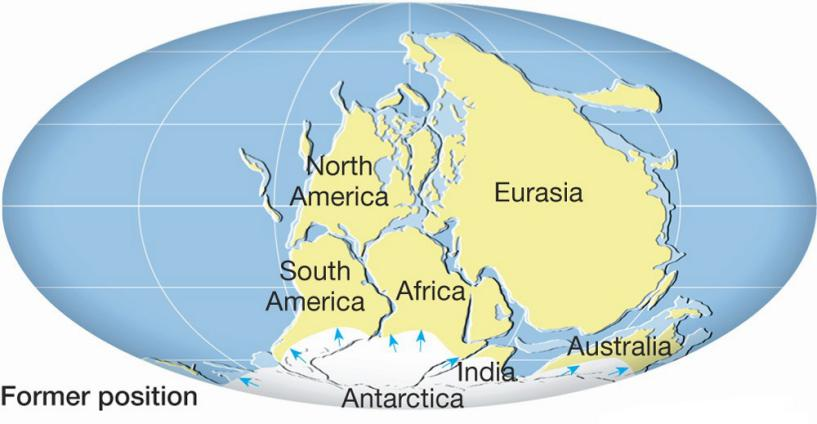 North
America
Eurasia
South
America
Africa
Australia
India
Former position
Antarctica